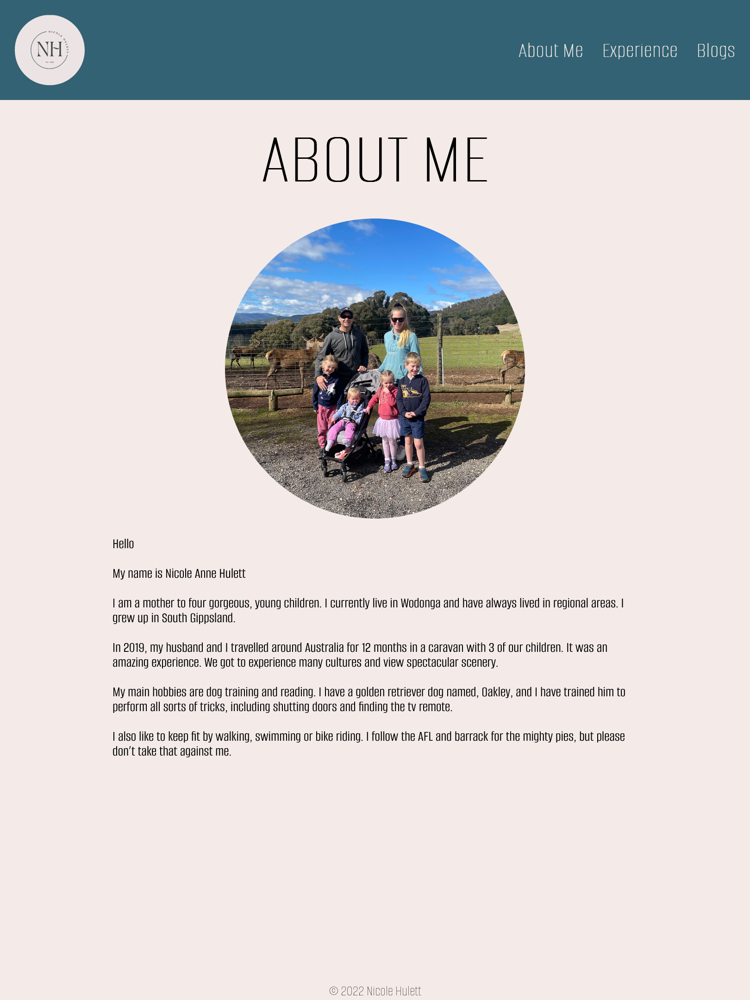 NICOLE HULETT
NH
About Me Experience Blogs
ABOUT ME
ROXY
Hello
My name is Nicole Anne Hulett
I am a mother to four gorgeous, young children. I currently live in Wodonga and have always lived in regional areas. I
grew up in South Gippsland.
In 2019, my husband and I travelled around Australia for 12 months in a caravan with 3 of our children. It was an
amazing experience. We got to experience many cultures and view spectacular scenery.
My main hobbies are dog training and reading. I have a golden retriever dog named, Oakley, and I have trained him to
perform all sorts of tricks, including shutting doors and finding the tv remote.
I also like to keep fit by walking, swimming or bike riding. I follow the AFL and barrack for the mighty pies, but please
don’t take that against me.
© 2022 Nicole Hulett